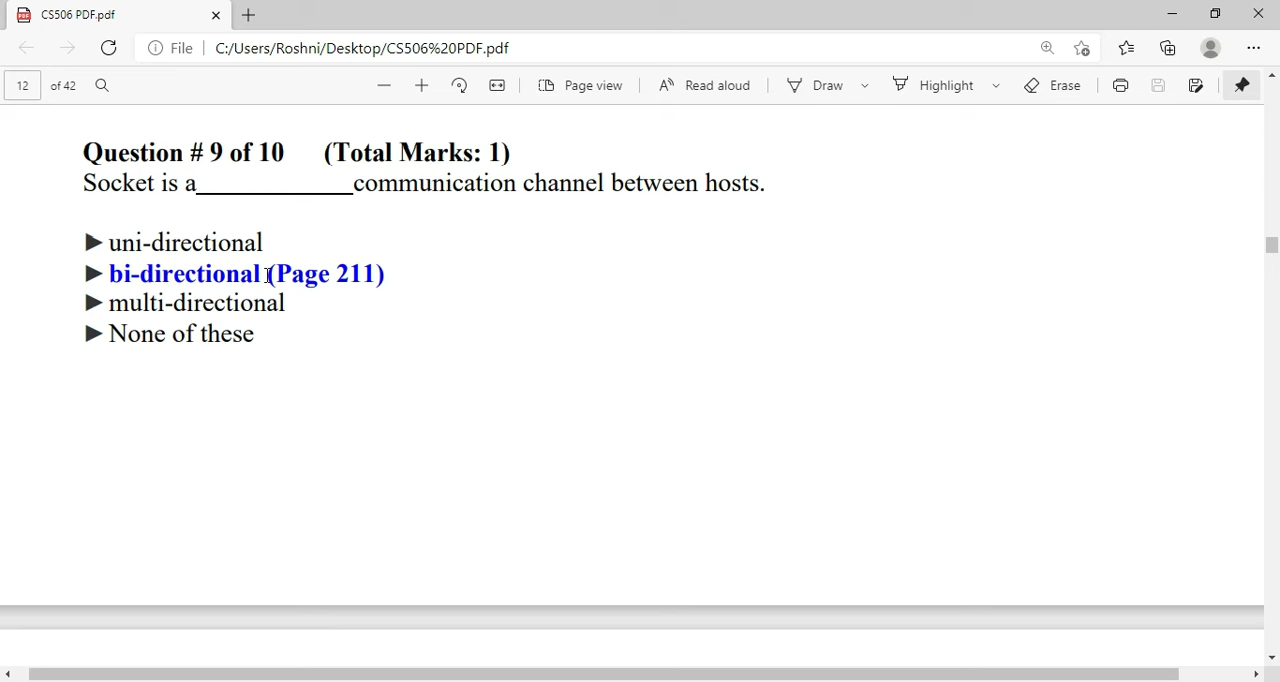 CS506 PDF.pdf
File C:/Users/Roshni/Desktop/CS506%20PDF.pdf
12 of 42 Page view Read aloud Draw Highlight Erase
Question # 9 of 10 (Total Marks: 1)
Socket is a____________communication channel between hosts.
► uni-directional
► bi-directional (Page 211)
► multi-directional
► None of these